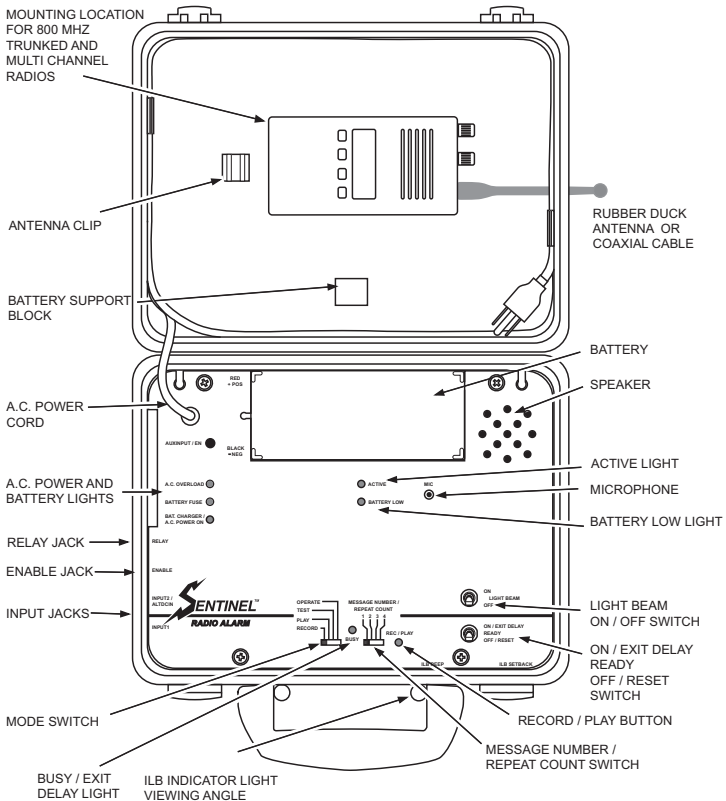 MOUNTING LOCATION
FOR 800 MHZ
TRUNKED AND
MULTI CHANNEL
RADIOS
ANTENNA CLIP
BATTERY SUPPORT
BLOCK
RUBBER DUCK
ANTENNA OR
COAXIAL CABLE
BATTERY
SPEAKER
A.C. POWER
CORD
A.C. POWER AND
BATTERY LIGHTS
RELAY JACK
ENABLE JACK
INPUT JACKS
ACTIVE LIGHT
MICROPHONE
BATTERY LOW LIGHT
LIGHT BEAM
ON / OFF SWITCH
ON / EXIT DELAY
READY
OFF / RESET
SWITCH
RED
+ POS
AUXINPUT / EN
BLACK
- NEG
A.C. OVERLOAD
BATTERY FUSE
BAT. CHARGER /
A.C. POWER ON
ACTIVE
BATTERY LOW
MIC
RELAY
ENABLE
INPUT2 /
ALTDCIN
INPUT1
SENTINEL™
RADIO ALARM
OPERATE
TEST
PLAY
RECORD
MESSAGE NUMBER /
REPEAT COUNT
1 2 3 4
BUSY
REC / PLAY
ON
LIGHT BEAM
OFF
ON / EXIT DELAY
READY
OFF / RESET
ILB BEEP
ILB SETBACK
MODE SWITCH
BUSY / EXIT
DELAY LIGHT
ILB INDICATOR LIGHT
VIEWING ANGLE
RECORD / PLAY BUTTON
MESSAGE NUMBER /
REPEAT COUNT SWITCH